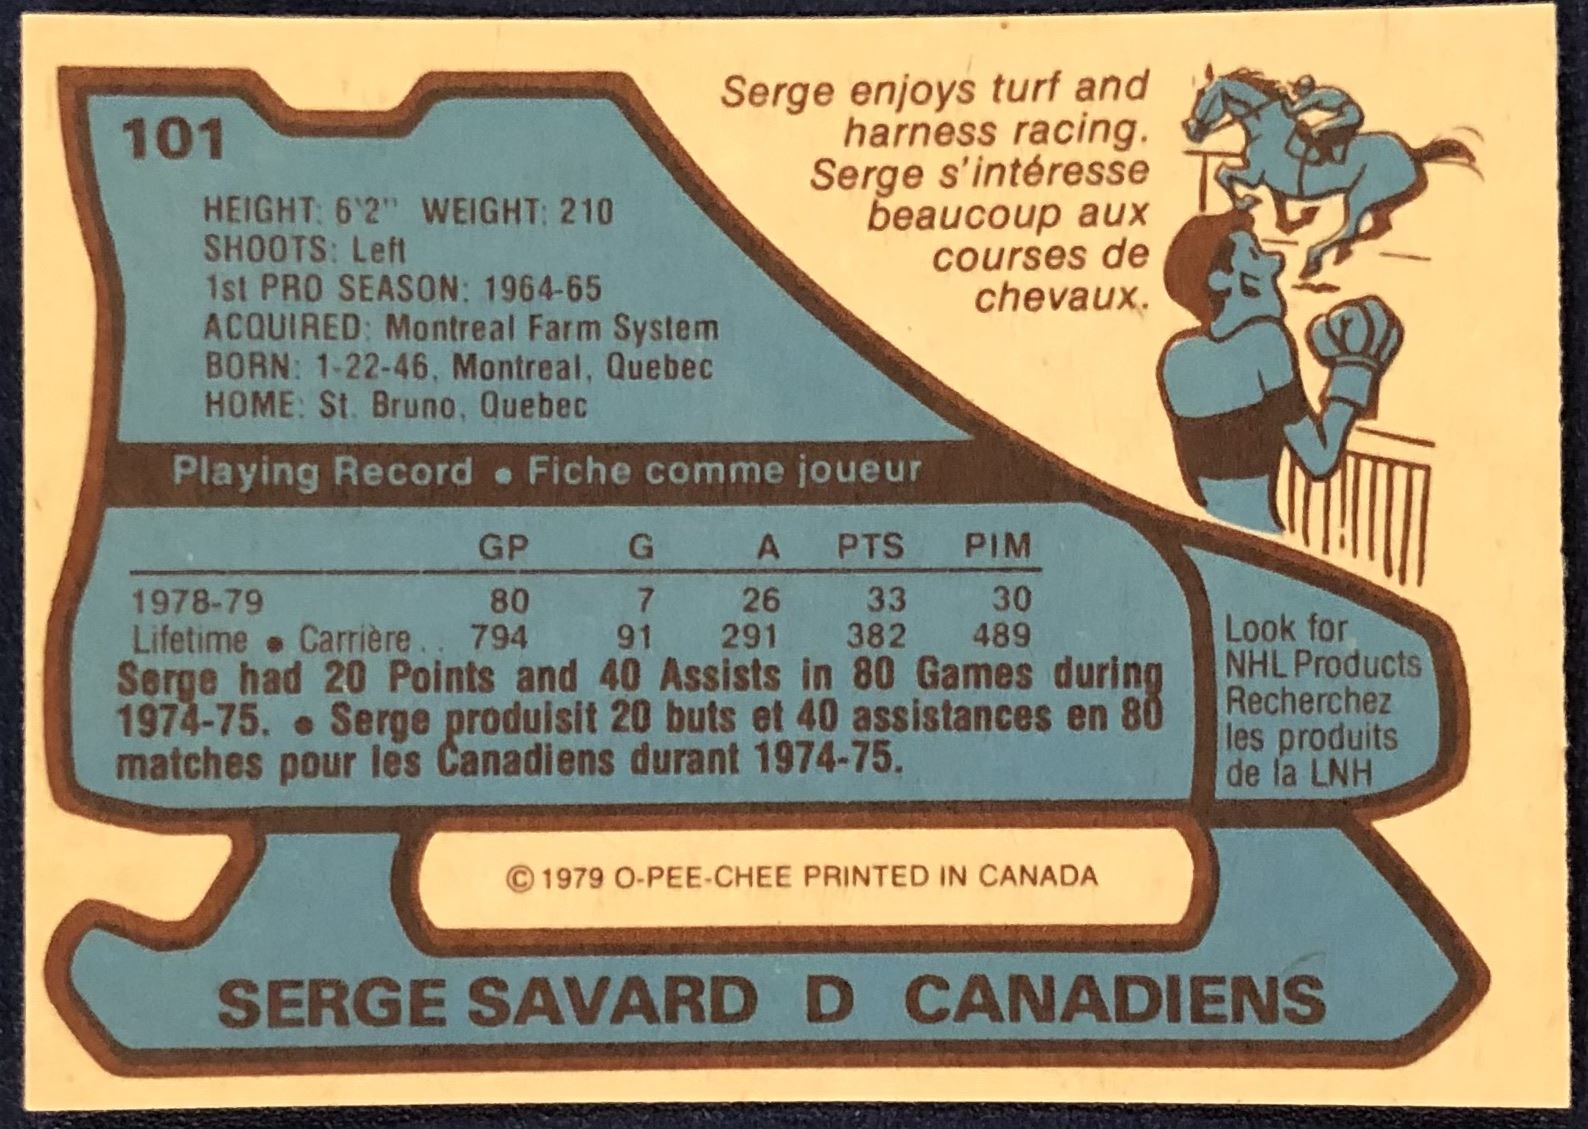 101
HEIGHT: 6'2" WEIGHT: 210
SHOOTS: Left
1st PRO SEASON: 1964-65
ACQUIRED: Montreal Farm System
BORN: 1-22-46, Montreal, Quebec
HOME: St. Bruno, Quebec
Serge enjoys turf and
harness racing.
Serge s'intéresse
beaucoup aux
courses de
chevaux.
Playing Record • Fiche comme joueur
GP G A PTS PIM
1978-79 80 7 26 33 30
Lifetime • Carrière .. 794 91 291 382 489
Serge had 20 Points and 40 Assists in 80 Games during
1974-75. • Serge produisit 20 buts et 40 assistances en 80
matches pour les Canadiens durant 1974-75.
Look for
NHL Products
Recherchez
les produits
de la LNH
© 1979 O-PEE-CHEE PRINTED IN CANADA
SERGE SAVARD D CANADIENS